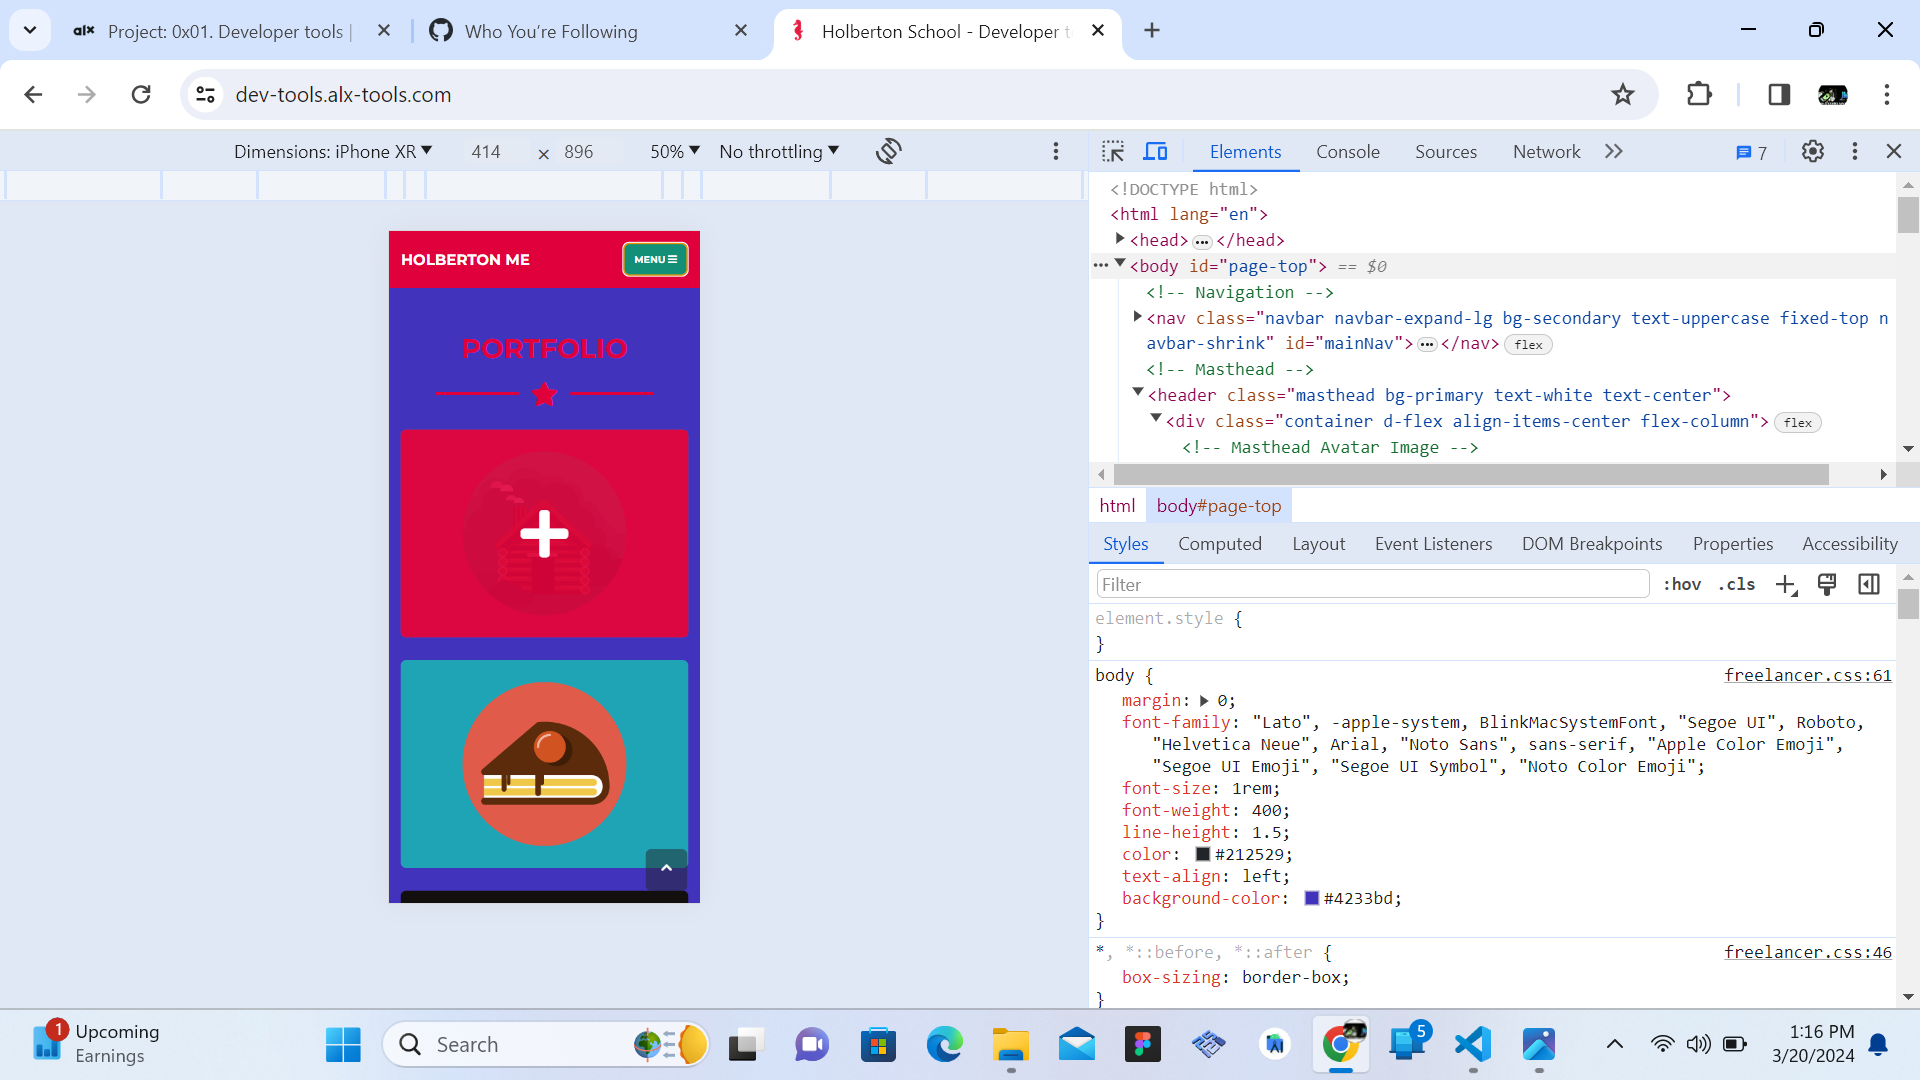 alx Project: 0x01. Developer tools |
Who You're Following
Holberton School - Developer t
dev-tools.alx-tools.com
Dimensions: iPhone XR 414 × 896 50% No throttling
Elements Console Sources Network 7
<!DOCTYPE html>
<html lang="en">
<head> ••• </head>
••• <body id="page-top"> == $0
<!-- Navigation -->
<nav class="navbar navbar-expand-lg bg-secondary text-uppercase fixed-top n
avbar-shrink" id="mainNav"> ••• </nav> flex
<!-- Masthead -->
<header class="masthead bg-primary text-white text-center">
<div class="container d-flex align-items-center flex-column"> flex
<!-- Masthead Avatar Image -->
html body#page-top
Styles Computed Layout Event Listeners DOM Breakpoints Properties Accessibility
Filter :hov .cls
element.style {
}
body { freelancer.css:61
margin: 0;
font-family: "Lato", -apple-system, BlinkMacSystemFont, "Segoe UI", Roboto,
"Helvetica Neue", Arial, "Noto Sans", sans-serif, "Apple Color Emoji",
"Segoe UI Emoji", "Segoe UI Symbol", "Noto Color Emoji";
font-size: 1rem;
font-weight: 400;
line-height: 1.5;
color: #212529;
text-align: left;
background-color: #4233bd;
}
*, *::before, *::after { freelancer.css:46
box-sizing: border-box;
}
HOLBERTON ME
MENU
PORTFOLIO
1 Upcoming
Earnings
Search
5
1:16 PM
3/20/2024